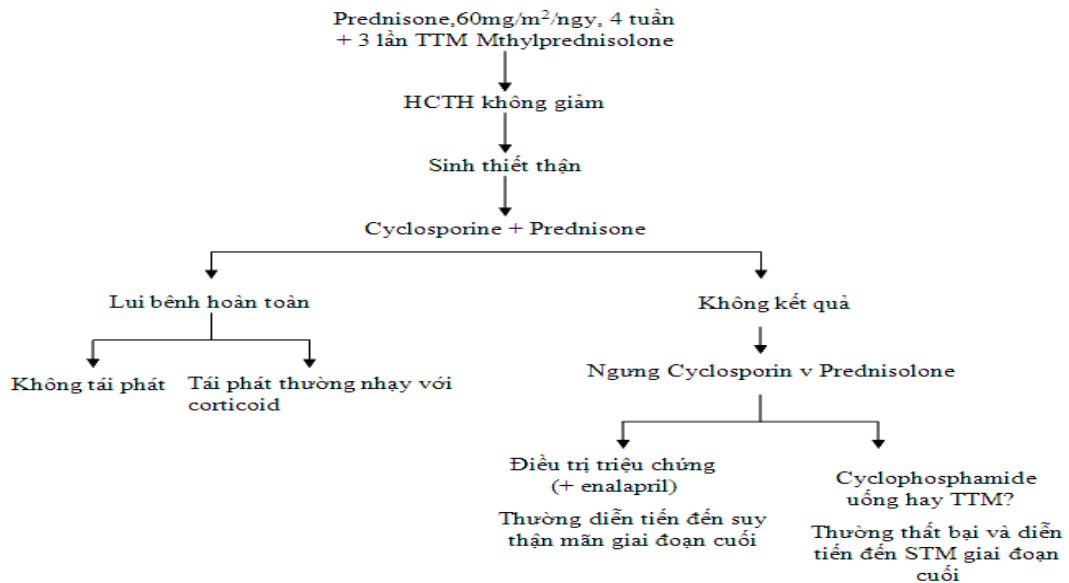 Prednisone,60mg/m²/ngy, 4 tuần
+ 3 lần TTM Mthylprednisolone
HCTH không giảm
Sinh thiết thận
Cyclosporine + Prednisone
Lui bênh hoàn toàn
Không kết quả
Không tái phát
Tái phát thường nhạy với
corticoid
Ngưng Cyclosporin v Prednisolone
Điều trị triệu chứng
(+ enalapril)
Thường diễn tiến đến suy
thận mãn giai đoạn cuối
Cyclophosphamide
uống hay TTM?
Thường thất bại và diễn
tiến đến STM giai đoạn
cuối